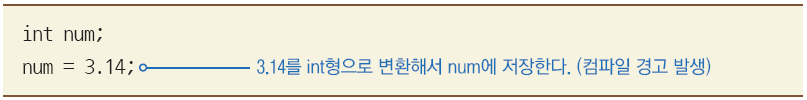 int num;
num = 3.14; 3.14를 int형으로 변환해서 num에 저장한다. (컴파일 경고 발생)